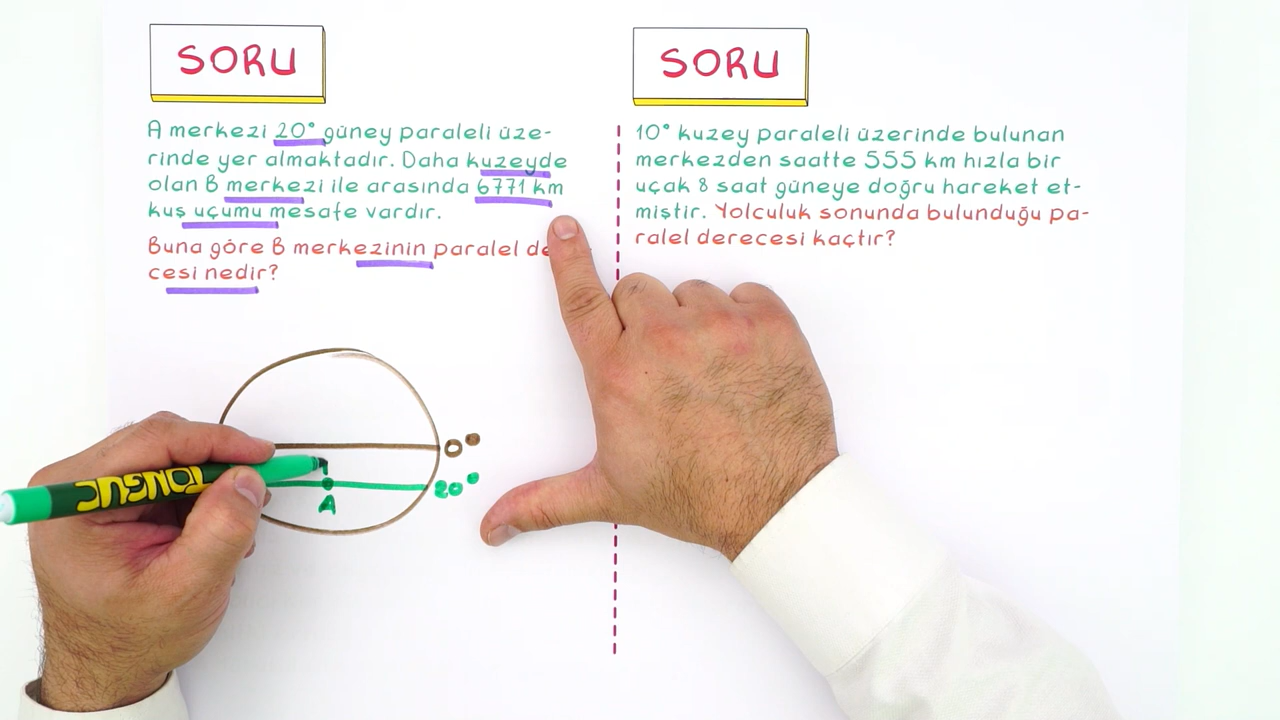 SORU
A merkezi 20° güney paraleli üze-
rinde yer almaktadır. Daha kuzeyde
olan B merkezi ile arasında 6771 km
kuş uçumu mesafe vardır.
Buna göre B merkezinin paralel de
cesi nedir?
0°
20°
A
TONGUÇ
SORU
10° kuzey paraleli üzerinde bulunan
merkezden saatte 555 km hızla bir
uçak 8 saat güneye doğru hareket et-
miştir. Yolculuk sonunda bulunduğu pa-
ralel derecesi kaçtır?